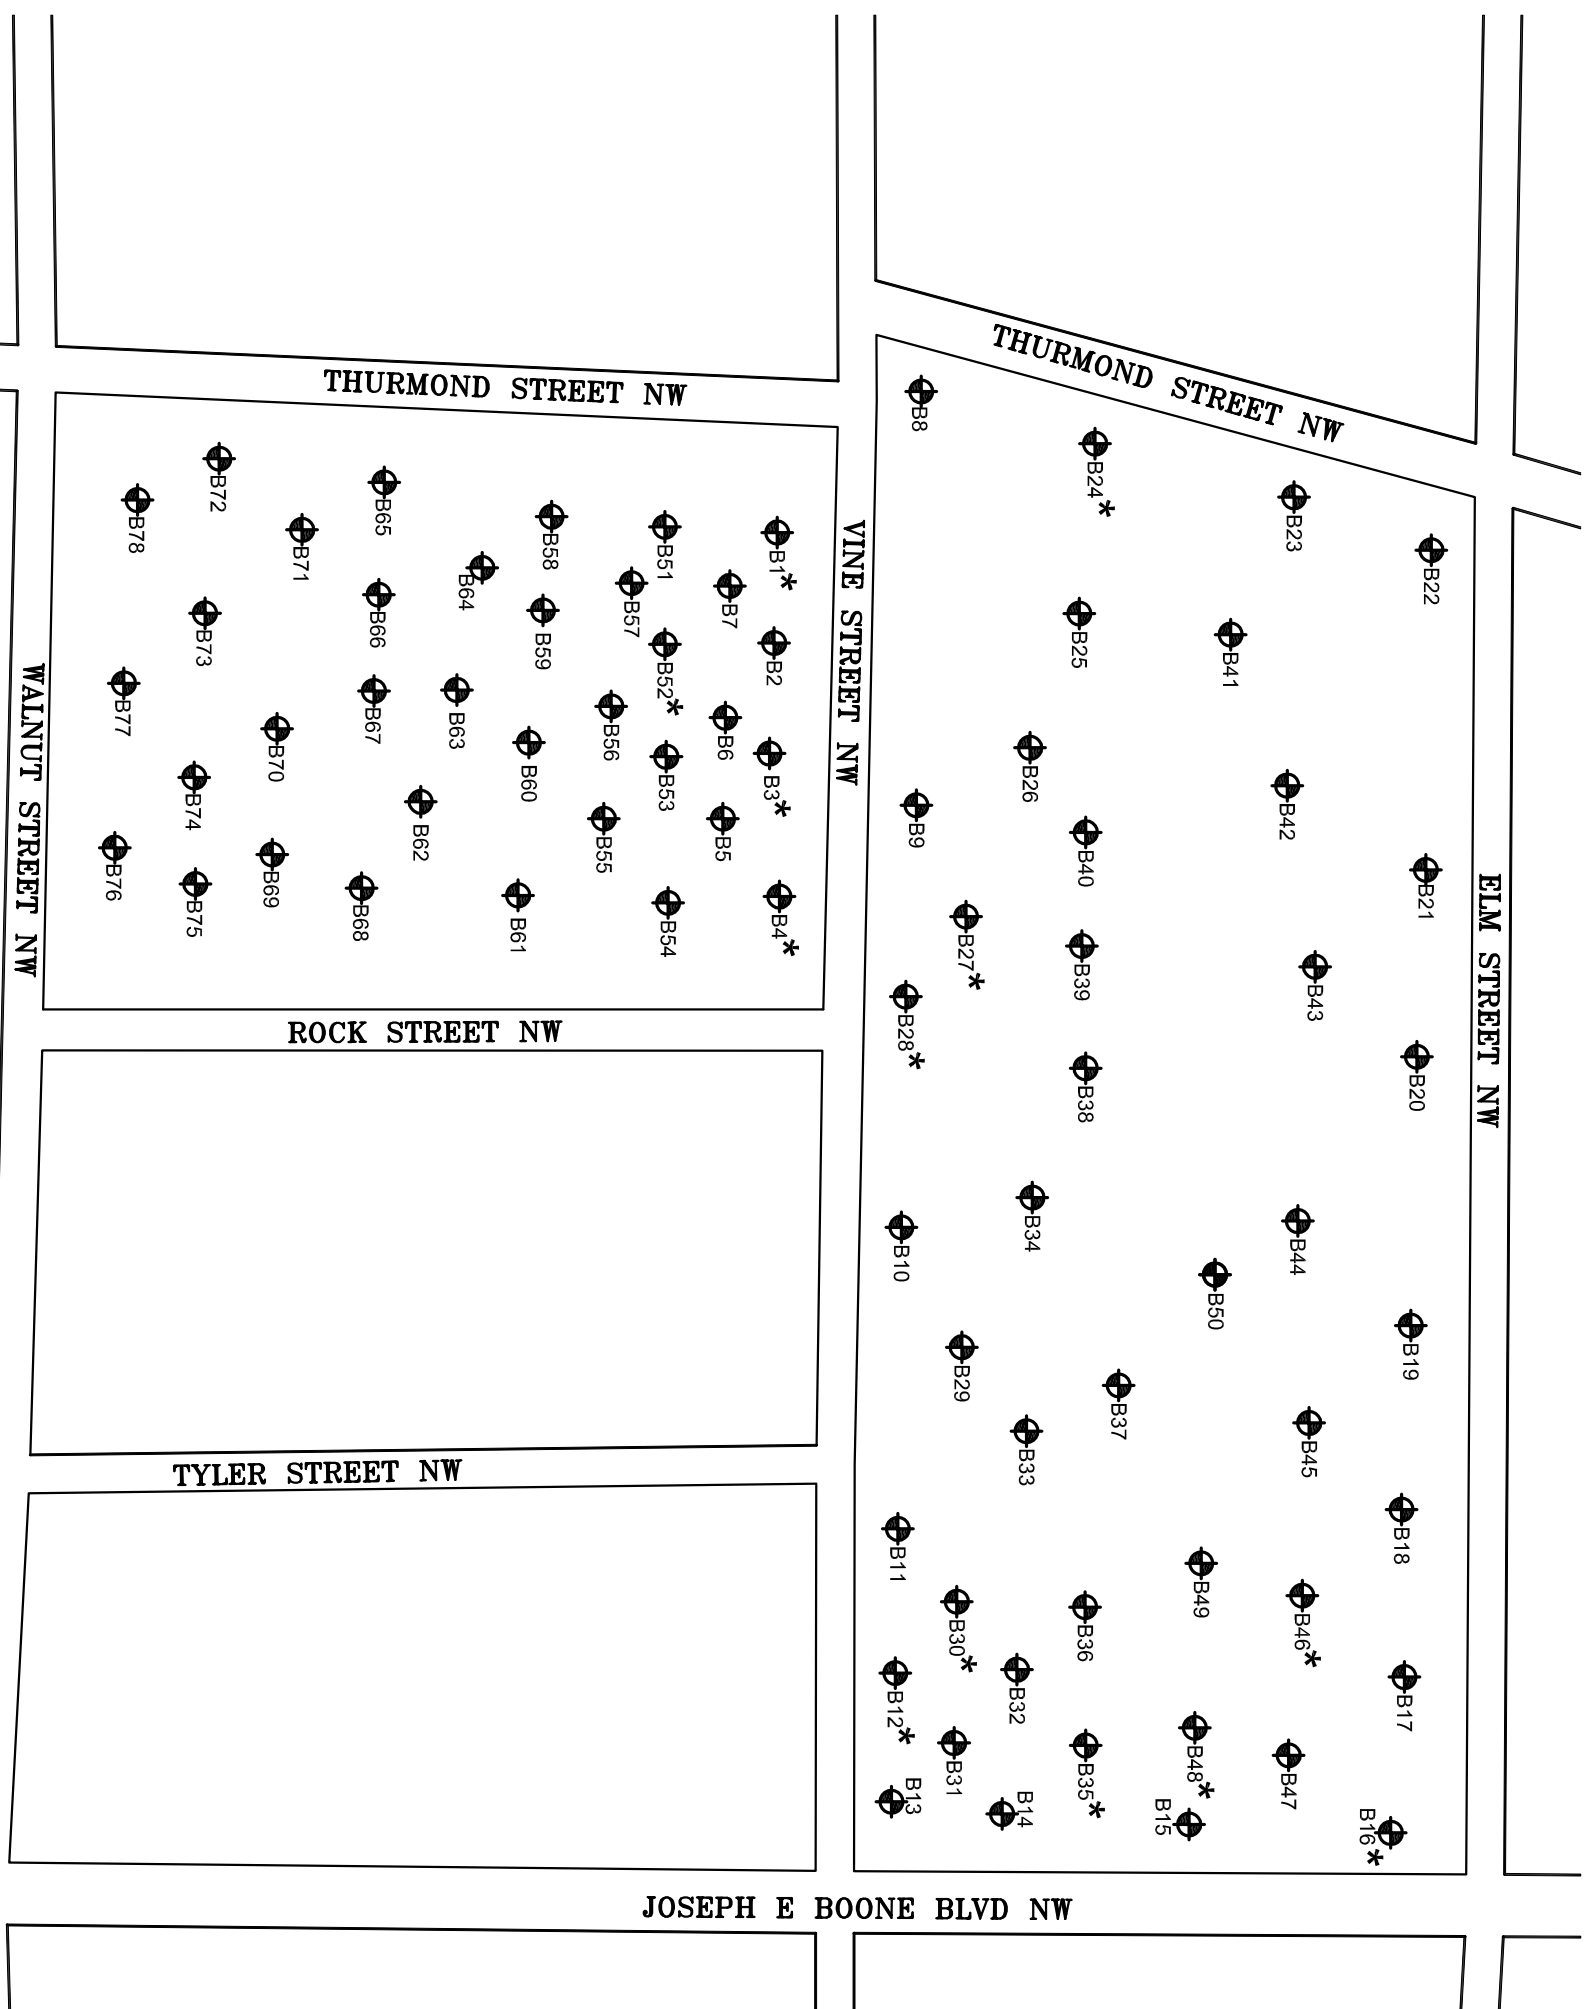 THURMOND STREET NW
THURMOND STREET NW
B8
B24*
B23
B22
B72
B78
B65
B71
B58
B51
B1*
B64
B57
B7
B66
B59
B73
B52*
B2
B25
B41
B77
B67
B63
B56
B6
B70
B60
B53
B3*
B26
B42
B74
B62
B55
B5
B9
B40
B76
B69
B21
B75
B68
B61
B54
B4*
B27*
B39
B43
B28*
B38
B20
VINE STREET NW
WALNUT STREET NW
ELM STREET NW
ROCK STREET NW
B34
B10
B44
B50
B19
B29
B37
B33
B45
TYLER STREET NW
B18
B11
B49
B30*
B36
B46*
B32
B12*
B17
B31
B35*
B48*
B47
B13
B14
B15
B16*
JOSEPH E BOONE BLVD NW